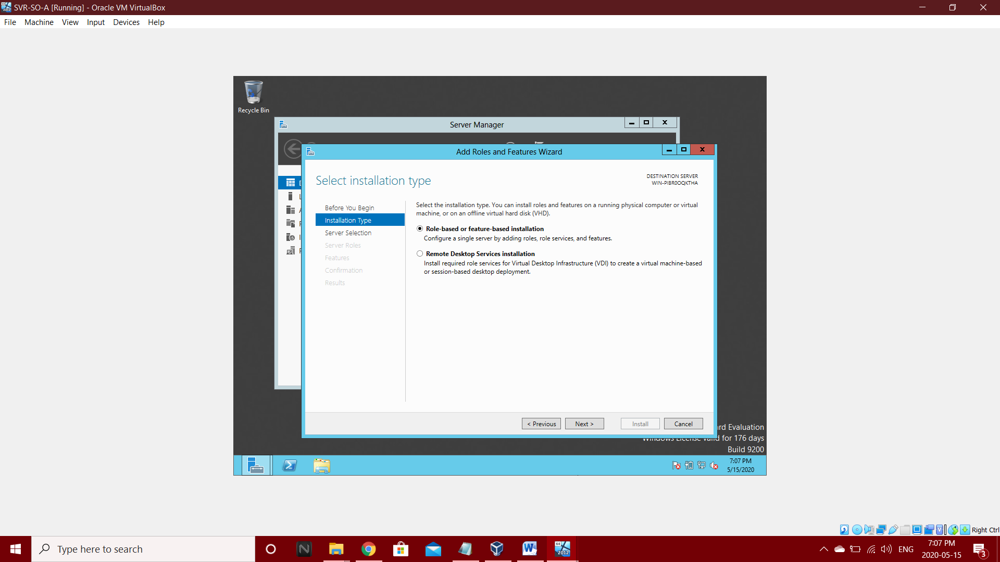 SVR-SO-A [Running] - Oracle VM VirtualBox
File Machine View Input Devices Help
Recycle Bin
Server Manager
Add Roles and Features Wizard
Select installation type
DESTINATION SERVER
WIN-PIBR0OQKTHA
Before You Begin
Installation Type
Server Selection
Server Roles
Features
Confirmation
Results
Select the installation type. You can install roles and features on a running physical computer or virtual
machine, or on an offline virtual hard disk (VHD).
Role-based or feature-based installation
Configure a single server by adding roles, role services, and features.
Remote Desktop Services installation
Install required role services for Virtual Desktop Infrastructure (VDI) to create a virtual machine-based
or session-based desktop deployment.
< Previous Next > Install Cancel
Evaluation
Windows License valid for 176 days
Build 9200
7:07 PM
5/15/2020
Right Ctrl
Type here to search
N
W
64
2012
ENG
7:07 PM
2020-05-15
3